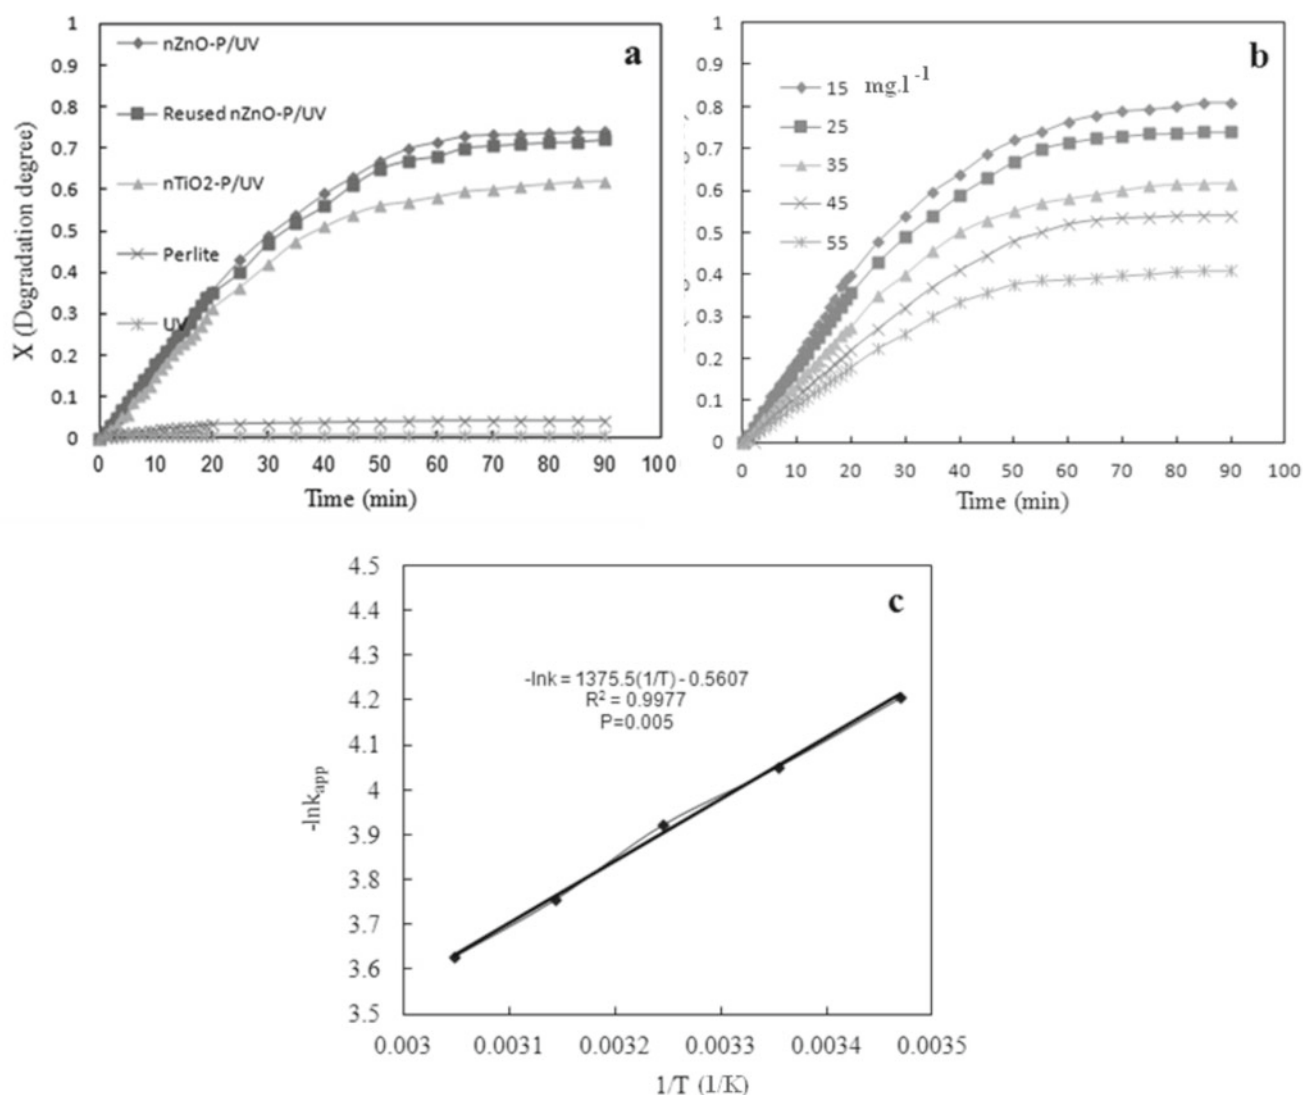 a
nZnO-P/UV
Reused nZnO-P/UV
nTiO2-P/UV
Perlite
UV
X (Degradation degree)
1
0.9
0.8
0.7
0.6
0.5
0.4
0.3
0.2
0.1
0
0 10 20 30 40 50 60 70 80 90 100
Time (min)
b
15 mg.l-1
25
35
45
55
1
0.9
0.8
0.7
0.6
0.5
0.4
0.3
0.2
0.1
0
0 10 20 30 40 50 60 70 80 90 100
Time (min)
c
-lnk = 1375.5(1/T) - 0.5607
R2 = 0.9977
P=0.005
-lnkapp
4.5
4.4
4.3
4.2
4.1
4
3.9
3.8
3.7
3.6
3.5
0.003 0.0031 0.0032 0.0033 0.0034 0.0035
1/T (1/K)